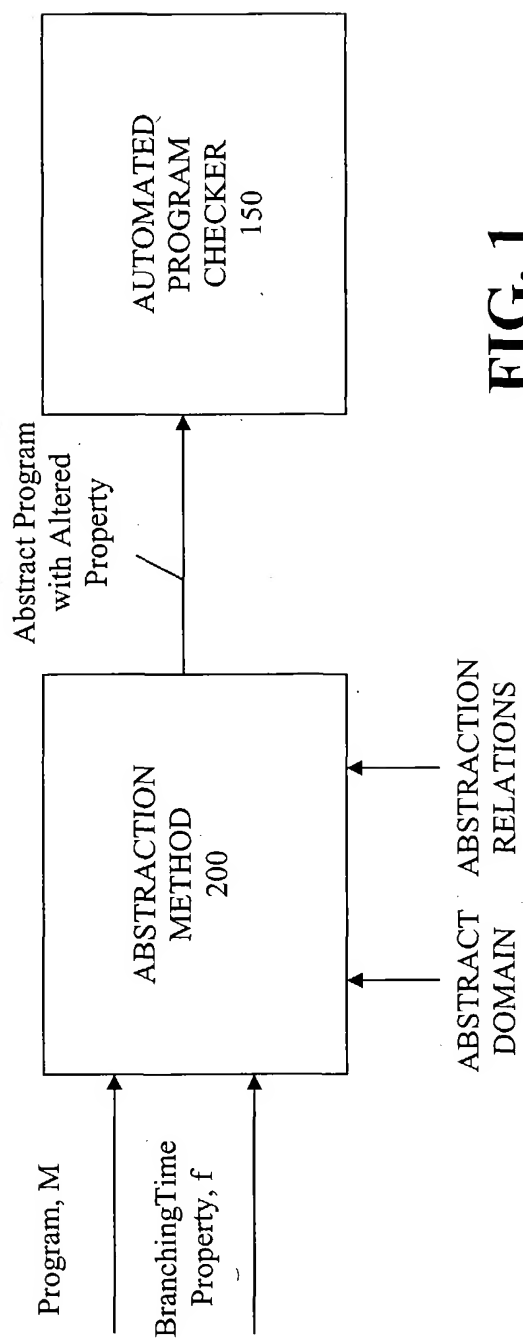 Program, M
BranchingTime
Property, f
ABSTRACTION
METHOD
200
ABSTRACT
DOMAIN
ABSTRACTION
RELATIONS
Abstract Program
with Altered
Property
AUTOMATED
PROGRAM
CHECKER
150
FIG. 1